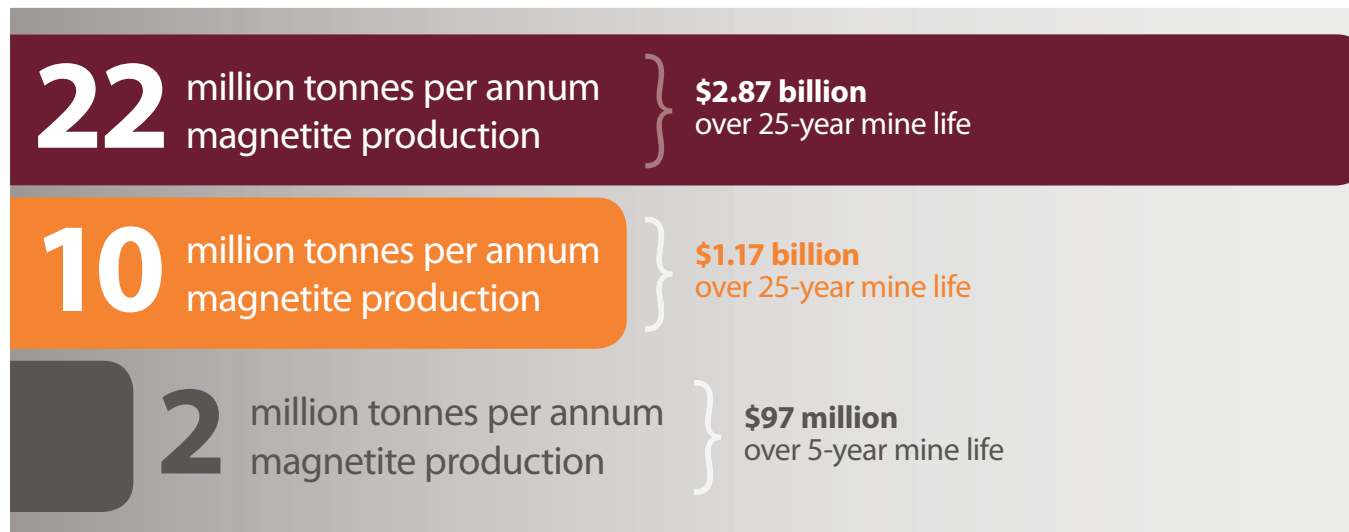 22 million tonnes per annum
magnetite production
$2.87 billion
over 25-year mine life
10 million tonnes per annum
magnetite production
$1.17 billion
over 25-year mine life
2 million tonnes per annum
magnetite production
$97 million
over 5-year mine life